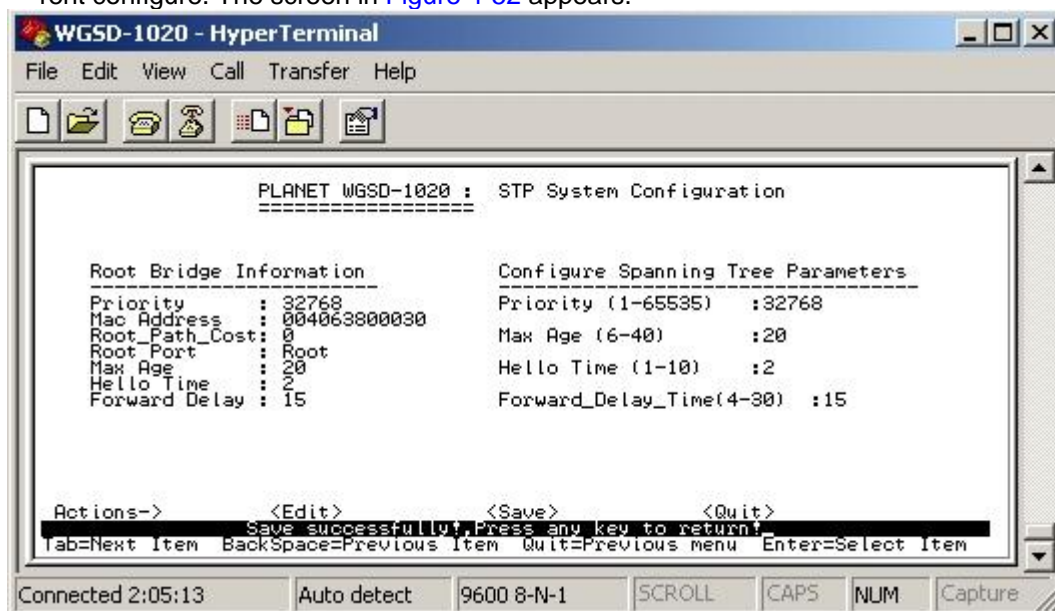 rent configure. The screen in Figure 4-32 appears.
WGSD-1020 - HyperTerminal
File Edit View Call Transfer Help
PLANET WGSD-1020 : STP System Configuration
===================
Root Bridge Information Configure Spanning Tree Parameters
Priority : 32768 Priority (1-65535) :32768
Mac Address : 004063800030
Root_Path_Cost: 0 Max Age (6-40) :20
Root Port : Root
Max Age : 20 Hello Time (1-10) :2
Hello Time : 2
Forward Delay : 15 Forward_Delay_Time(4-30) :15
Actions-> <Edit> <Save> <Quit>
Save successfully!,Press any key to return!
Tab=Next Item BackSpace=Previous Item Quit=Previous menu Enter=Select Item
Connected 2:05:13 Auto detect 9600 8-N-1 SCROLL CAPS NUM Capture